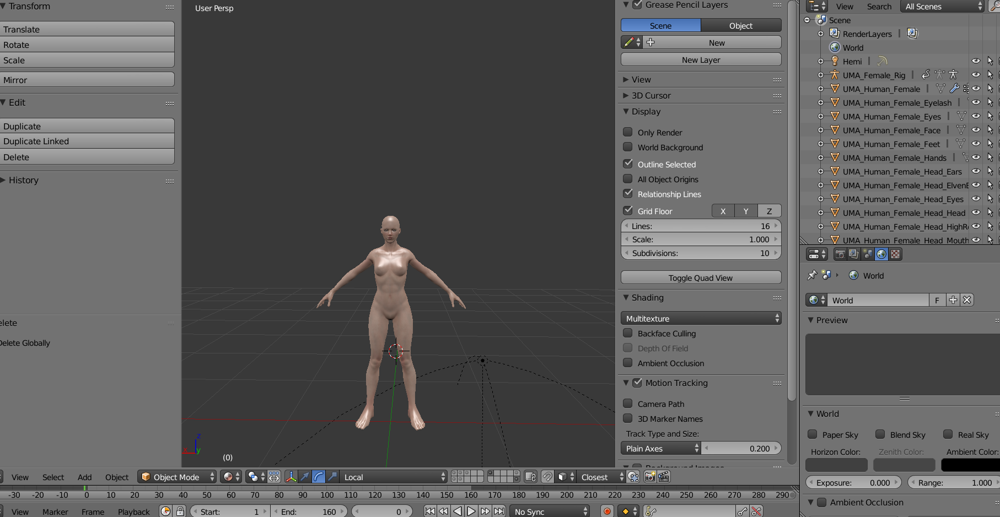 Transform
Translate
Rotate
Scale
Mirror
Edit
Duplicate
Duplicate Linked
Delete
History
elete
Delete Globally
User Persp
z
x
y
(0)
Grease Pencil Layers
Scene Object
New
New Layer
View
3D Cursor
Display
Only Render
World Background
Outline Selected
All Object Origins
Relationship Lines
Grid Floor X Y Z
Lines: 16
Scale: 1.000
Subdivisions: 10
Toggle Quad View
Shading
Multitexture
Backface Culling
Depth Of Field
Ambient Occlusion
Motion Tracking
Camera Path
3D Marker Names
Track Type and Size:
Plain Axes 0.200
Background Images
View Search All Scenes
Scene
RenderLayers
World
Hemi
UMA_Female_Rig
UMA_Human_Female
UMA_Human_Female_Eyelash
UMA_Human_Female_Eyes
UMA_Human_Female_Face
UMA_Human_Female_Feet
UMA_Human_Female_Hands
UMA_Human_Female_Head_Ears
UMA_Human_Female_Head_ElvenE
UMA_Human_Female_Head_Eyes
UMA_Human_Female_Head_Head
UMA_Human_Female_Head_HighRe
UMA_Human_Female_Head_Mouth
World
World F
Preview
World
Paper Sky Blend Sky Real Sky
Horizon Color: Zenith Color: Ambient Color:
Exposure: 0.000 Range: 1.000
Ambient Occlusion
View Select Add Object Object Mode Local Closest
-30 -20 -10 0 10 20 30 40 50 60 70 80 90 100 110 120 130 140 150 160 170 180 190 200 210 220 230 240 250 260 270 280 290
View Marker Frame Playback Start: 1 End: 160 0 No Sync